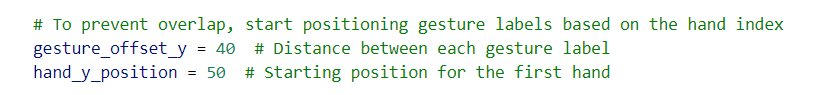 # To prevent overlap, start positioning gesture labels based on the hand index
gesture_offset_y = 40  # Distance between each gesture label
hand_y_position = 50  # Starting position for the first hand